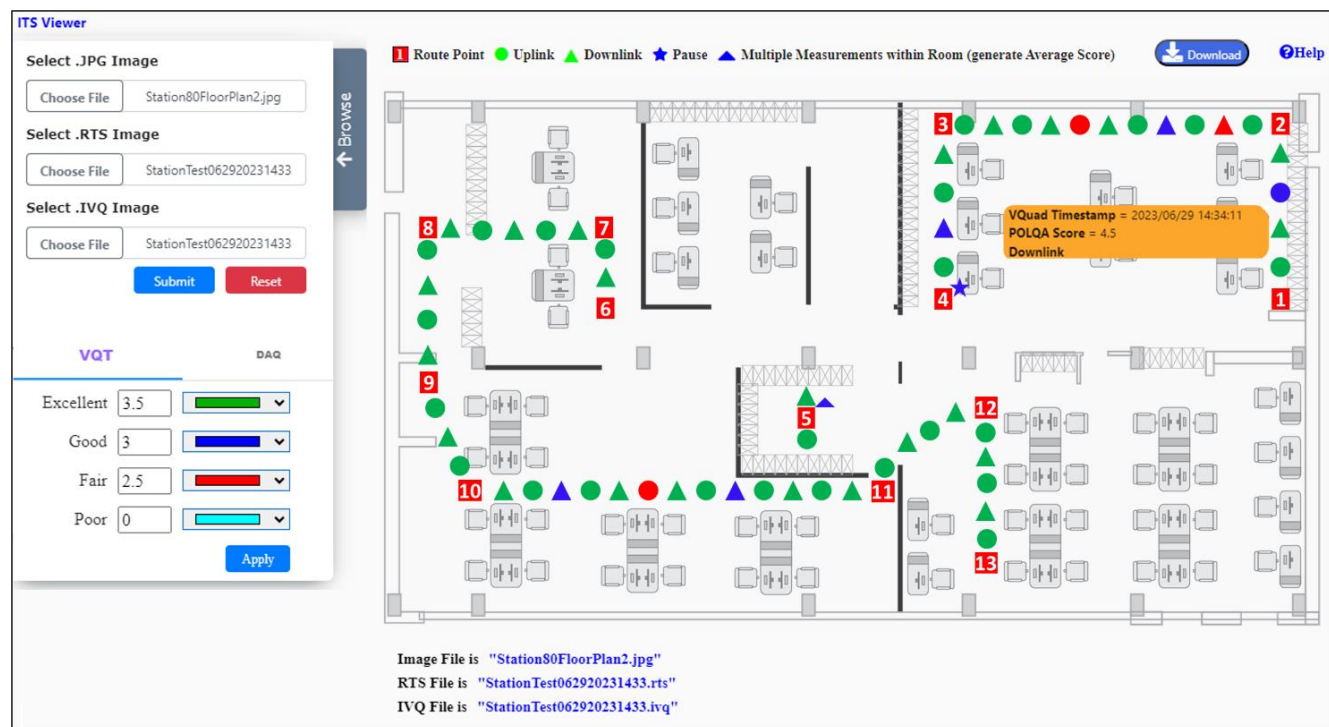 ITS Viewer
Select .JPG Image
Choose File Station80FloorPlan2.jpg
Select .RTS Image
Choose File StationTest062920231433
Select .IVQ Image
Choose File StationTest062920231433
Submit Reset
Browse
VQT DAQ
Excellent 3.5
Good 3
Fair 2.5
Poor 0
Apply
1 Route Point Uplink Downlink Pause Multiple Measurements within Room (generate Average Score) Download Help
3 2
VQuad Timestamp = 2023/06/29 14:34:11
POLQA Score = 4.5
Downlink
8 7
4 1
6
9
5 12
10 11
13
Image File is "Station80FloorPlan2.jpg"
RTS File is "StationTest062920231433.rts"
IVQ File is "StationTest062920231433.ivq"